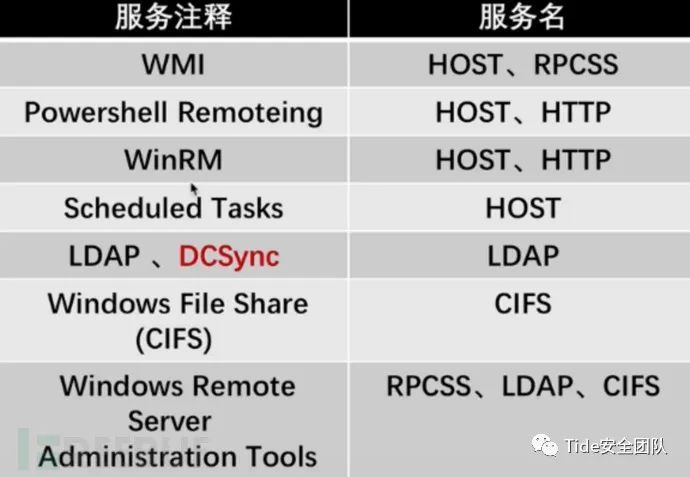 服务注释 服务名
WMI HOST、RPCSS
Powershell Remoteing HOST、HTTP
WinRM HOST、HTTP
Scheduled Tasks HOST
LDAP 、DCSync LDAP
Windows File Share CIFS
(CIFS)
Windows Remote RPCSS、LDAP、CIFS
Server
Administration Tools
Tide安全团队